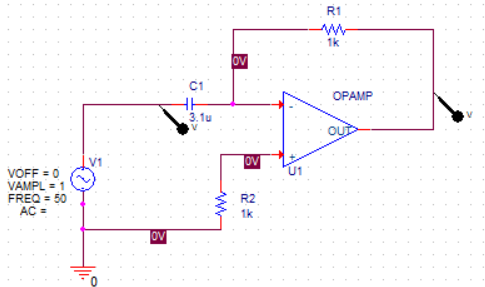 R1
1k
0V
C1
3.1u
OPAMP
-
OUT
+
U1
V
V
0V
V1
VOFF = 0
VAMPL = 1
FREQ = 50
AC =
R2
1k
0V
0